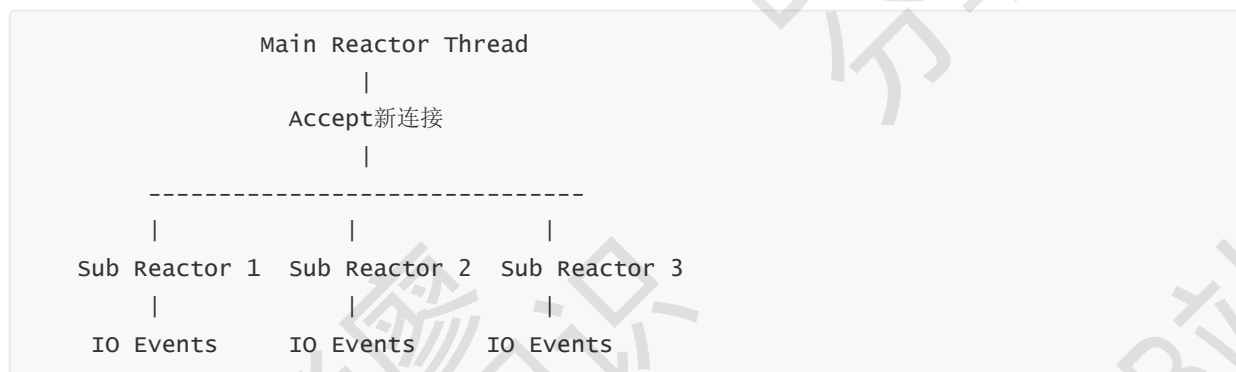 Main Reactor Thread
|
Accept新连接
|
-------------------------------
| | |
Sub Reactor 1 Sub Reactor 2 Sub Reactor 3
| | |
IO Events IO Events IO Events